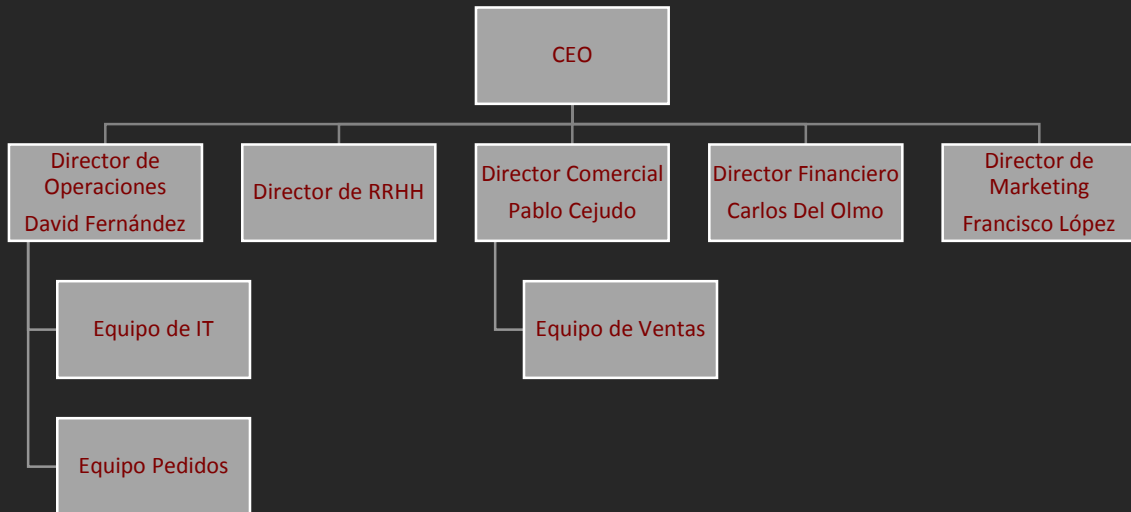 CEO
Director de
Operaciones
David Fernández
Director de RRHH
Director Comercial
Pablo Cejudo
Director Financiero
Carlos Del Olmo
Director de
Marketing
Francisco López
Equipo de IT
Equipo de Ventas
Equipo Pedidos